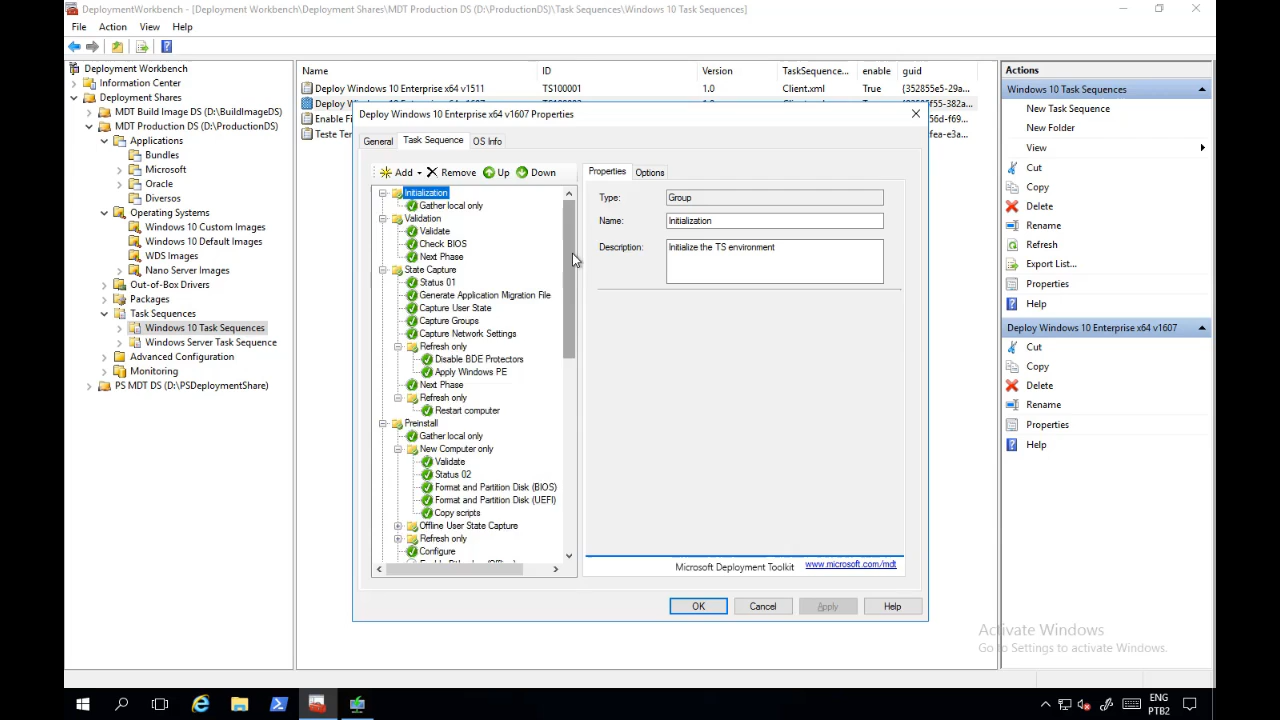 DeploymentWorkbench - [Deployment Workbench\Deployment Shares\MDT Production DS (D:\ProductionDS)\Task Sequences\Windows 10 Task Sequences]
File Action View Help
Deployment Workbench
Information Center
Deployment Shares
MDT Build Image DS (D:\BuildImageDS)
MDT Production DS (D:\ProductionDS)
Applications
Bundles
Microsoft
Oracle
Diversos
Operating Systems
Windows 10 Custom Images
Windows 10 Default Images
WDS Images
Nano Server Images
Out-of-Box Drivers
Packages
Task Sequences
Windows 10 Task Sequences
Windows Server Task Sequence
Advanced Configuration
Monitoring
PS MDT DS (D:\PSDeploymentShare)
Name ID Version TaskSequence... enable guid
Deploy Windows 10 Enterprise x64 v1511 TS100001 1.0 Client.xml True {352855e5-29a...
Enable Fi
Teste Ter
Deploy Windows 10 Enterprise x64 v1607 Properties
General Task Sequence OS Info
Add Remove Up Down
Initialization
Gather local only
Validation
Validate
Check BIOS
Next Phase
State Capture
Status 01
Generate Application Migration File
Capture User State
Capture Groups
Capture Network Settings
Refresh only
Disable BDE Protectors
Apply Windows PE
Next Phase
Refresh only
Restart computer
Preinstall
Gather local only
New Computer only
Validate
Status 02
Format and Partition Disk (BIOS)
Format and Partition Disk (UEFI)
Copy scripts
Offline User State Capture
Refresh only
Configure
Properties Options
Type: Group
Name: Initialization
Description: Initialize the TS environment
Microsoft Deployment Toolkit www.microsoft.com/mdt
OK Cancel Apply Help
Actions
Windows 10 Task Sequences
New Task Sequence
New Folder
View
Cut
Copy
Delete
Rename
Refresh
Export List...
Properties
Help
Deploy Windows 10 Enterprise x64 v1607
Cut
Copy
Delete
Rename
Properties
Help
Activate Windows
Go to Settings to activate Windows.
ENG
PTB2